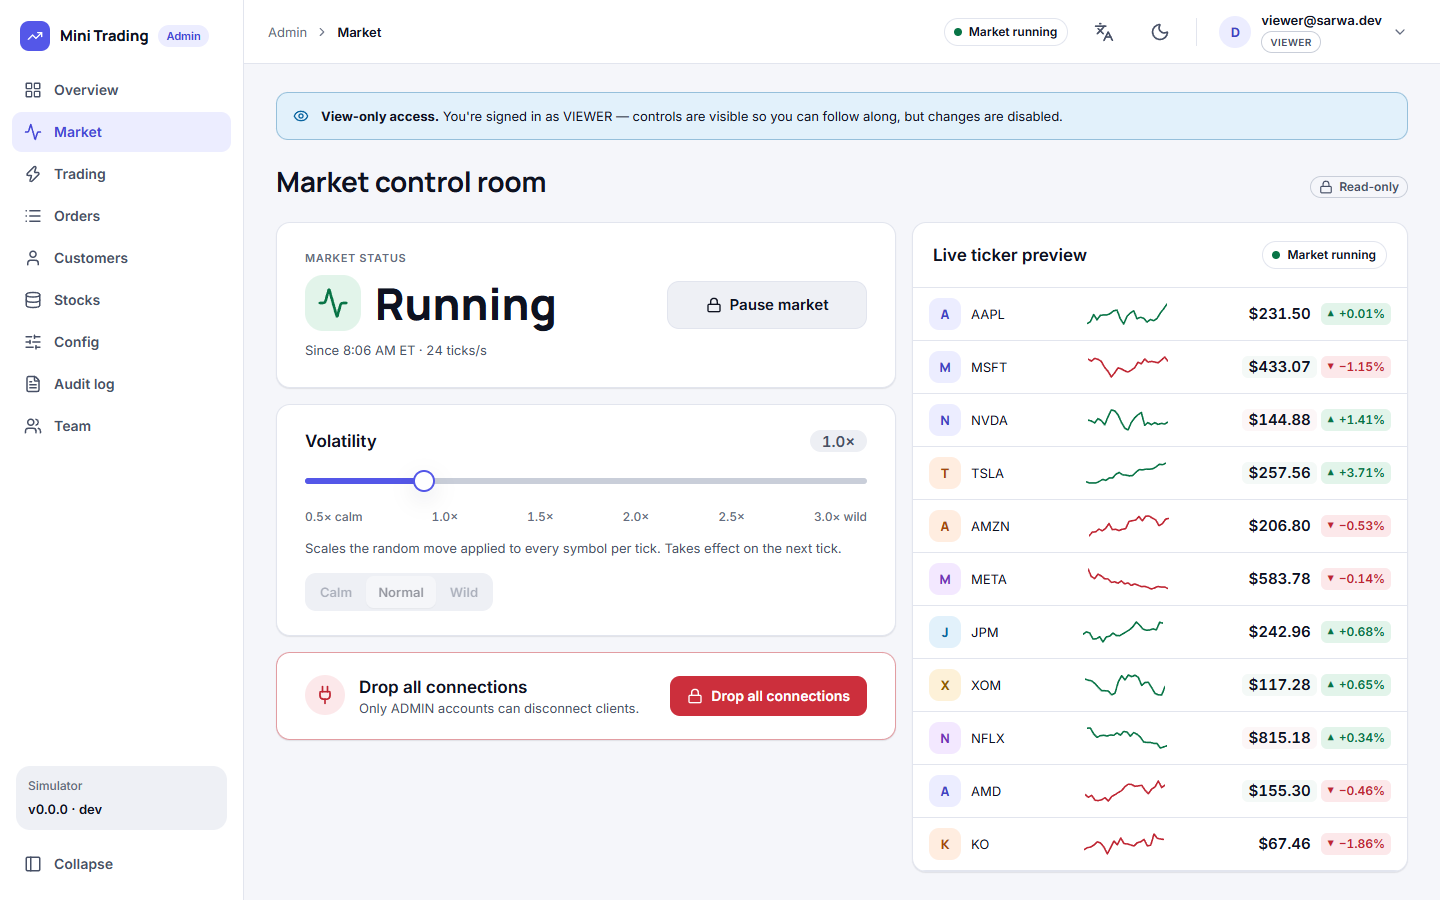 Mini Trading Admin
Overview
Market
Trading
Orders
Customers
Stocks
Config
Audit log
Team
Simulator
v0.0.0 · dev
Collapse
Admin > Market
Market running
D
viewer@sarwa.dev
VIEWER
View-only access. You're signed in as VIEWER — controls are visible so you can follow along, but changes are disabled.
Market control room
Read-only
MARKET STATUS
Running
Pause market
Since 8:06 AM ET · 24 ticks/s
Volatility
1.0×
0.5× calm 1.0× 1.5× 2.0× 2.5× 3.0× wild
Scales the random move applied to every symbol per tick. Takes effect on the next tick.
Calm Normal Wild
Drop all connections
Only ADMIN accounts can disconnect clients.
Drop all connections
Live ticker preview
Market running
A AAPL $231.50 ▲ +0.01%
M MSFT $433.07 ▼ −1.15%
N NVDA $144.88 ▲ +1.41%
T TSLA $257.56 ▲ +3.71%
A AMZN $206.80 ▼ −0.53%
M META $583.78 ▼ −0.14%
J JPM $242.96 ▲ +0.68%
X XOM $117.28 ▲ +0.65%
N NFLX $815.18 ▲ +0.34%
A AMD $155.30 ▼ −0.46%
K KO $67.46 ▼ −1.86%